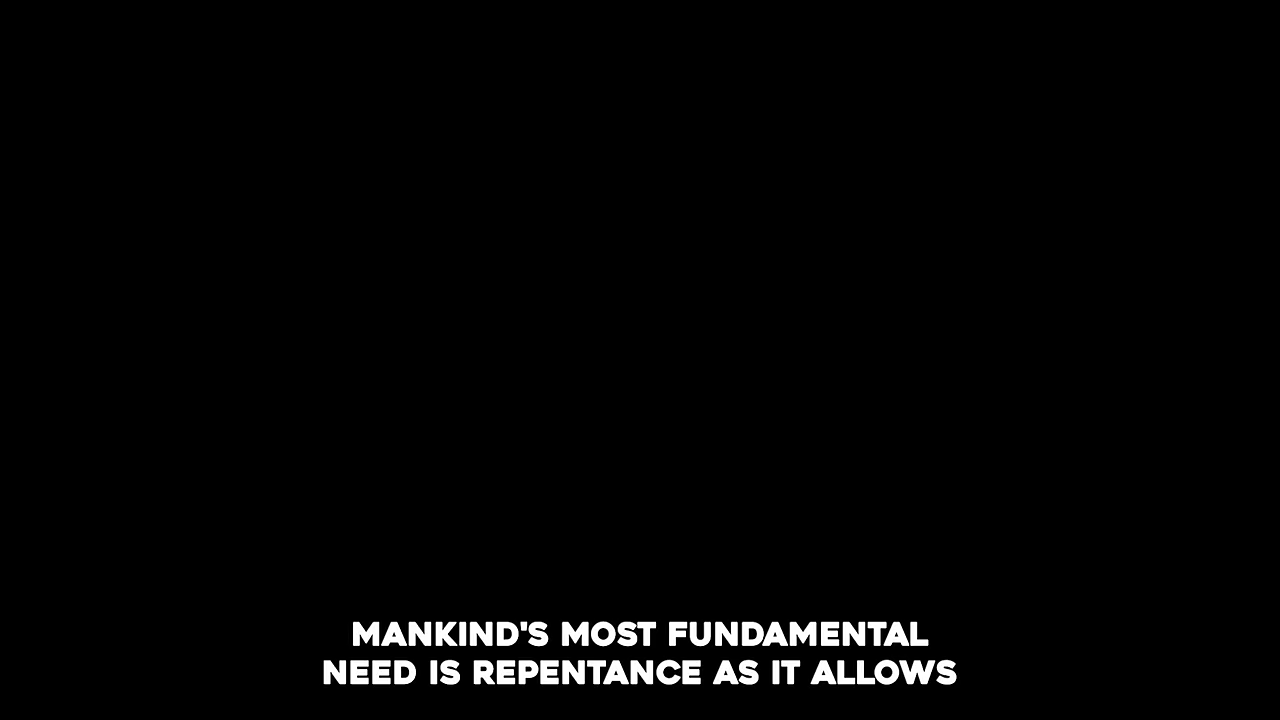 MANKIND'S MOST FUNDAMENTAL
NEED IS REPENTANCE AS IT ALLOWS